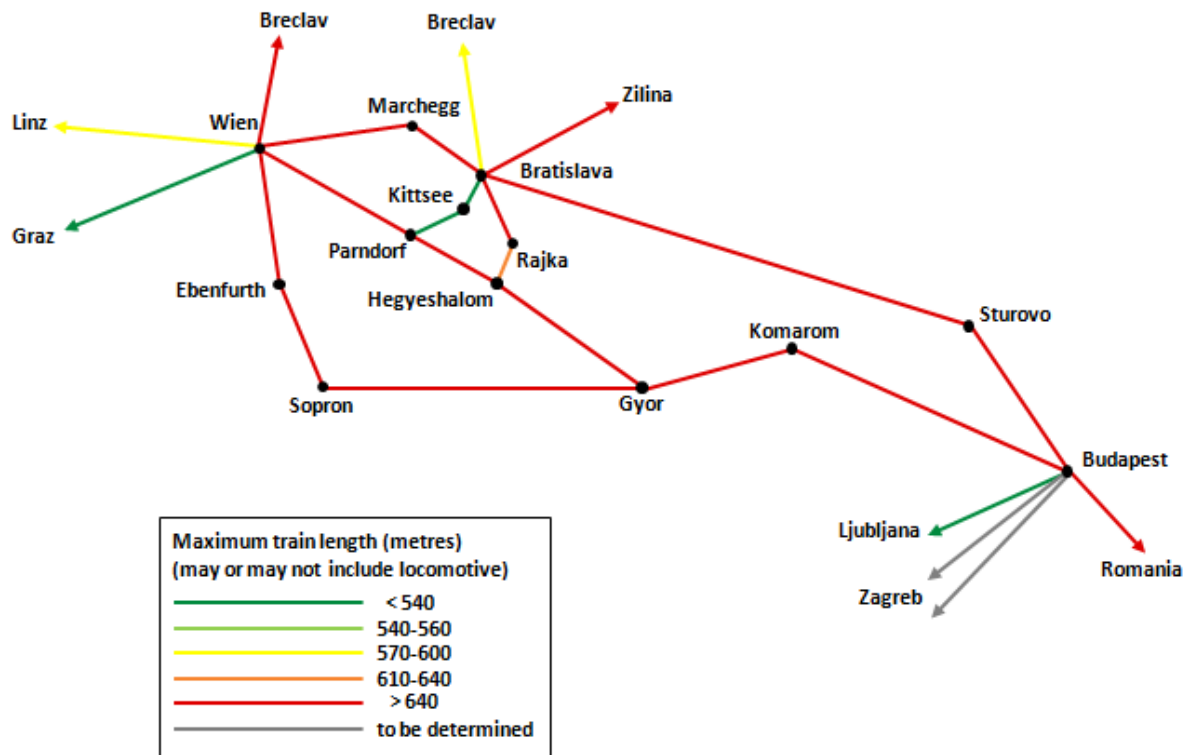 Breclav
Breclav
Zilina
Marchegg
Linz
Wien
Bratislava
Kittsee
Graz
Parndorf
Rajka
Ebenfurth
Hegyeshalom
Sturovo
Komarom
Sopron
Gyor
Budapest
Ljubljana
Romania
Zagreb
Maximum train length (metres)
(may or may not include locomotive)
< 540
540-560
570-600
610-640
> 640
to be determined